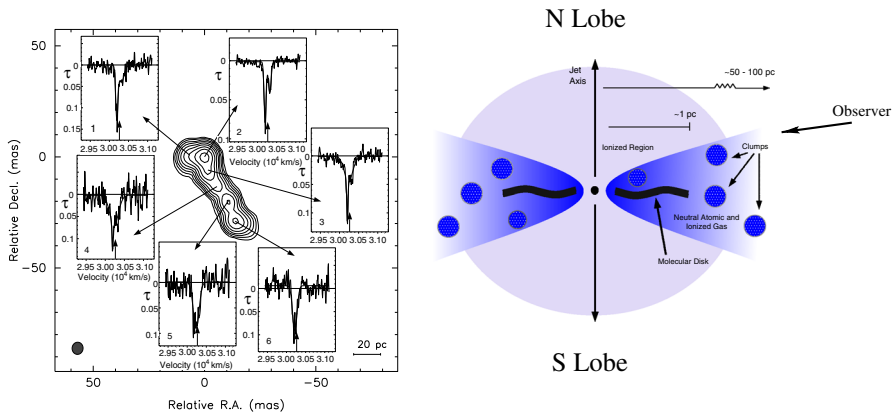 50
0
−50
Relative Decl. (mas)
50
0
−50
Relative R.A. (mas)
20 pc
τ
0
0.05
0.1
0.15
1
2.95 3.00 3.05 3.10
τ
0
0.05
0.1
2
2.95 3.00 3.05 3.10
Velocity (10⁴ km/s)
τ
0
0.05
0.1
3
2.95 3.00 3.05 3.10
τ
0
0.05
0.1
4
2.95 3.00 3.05 3.10
Velocity (10⁴ km/s)
τ
0
0.05
0.1
5
2.95 3.00 3.05 3.10
Velocity (10⁴ km/s)
τ
0
0.05
0.1
6
2.95 3.00 3.05 3.10
N Lobe
Jet
Axis
~50 - 100 pc
~1 pc
Observer
Ionized Region
Clumps
Neutral Atomic and
Ionized Gas
Molecular Disk
S Lobe